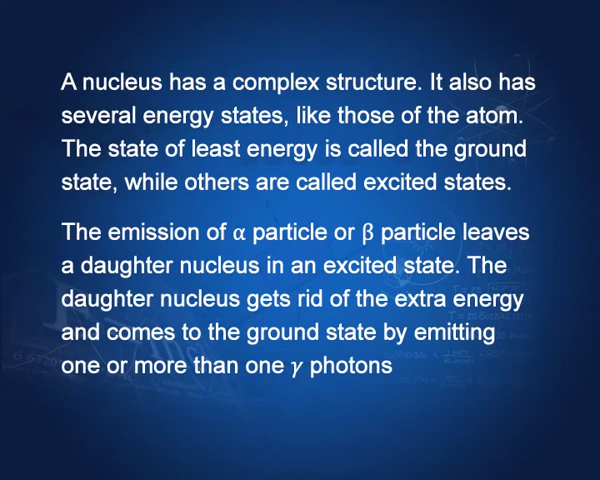 A nucleus has a complex structure. It also has
several energy states, like those of the atom.
The state of least energy is called the ground
state, while others are called excited states.
The emission of α particle or β particle leaves
a daughter nucleus in an excited state. The
daughter nucleus gets rid of the extra energy
and comes to the ground state by emitting
one or more than one γ photons